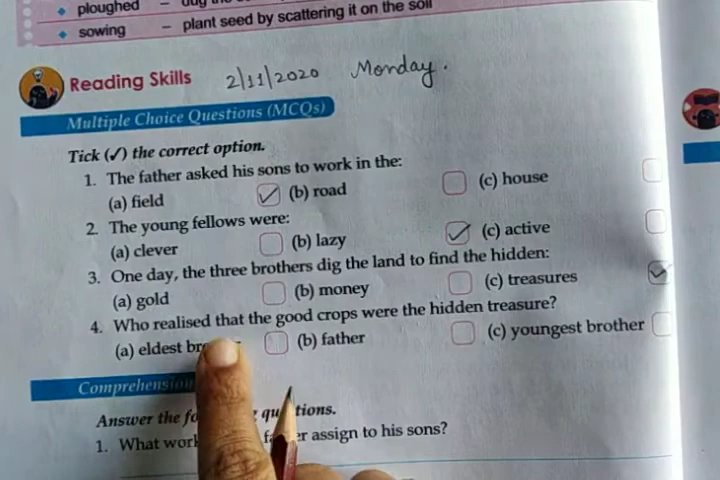 ploughed –
sowing – plant seed by scattering it on the soil
Reading Skills 2/11/2020 Monday.
Multiple Choice Questions (MCQs)
Tick (✓) the correct option.
1. The father asked his sons to work in the:
(a) field ✓ (b) road (c) house
2. The young fellows were:
(a) clever (b) lazy ✓ (c) active
3. One day, the three brothers dig the land to find the hidden:
(a) gold (b) money (c) treasures ✓
4. Who realised that the good crops were the hidden treasure?
(a) eldest (b) father (c) youngest brother
Comprehension
Answer the
1. What assign to his sons?